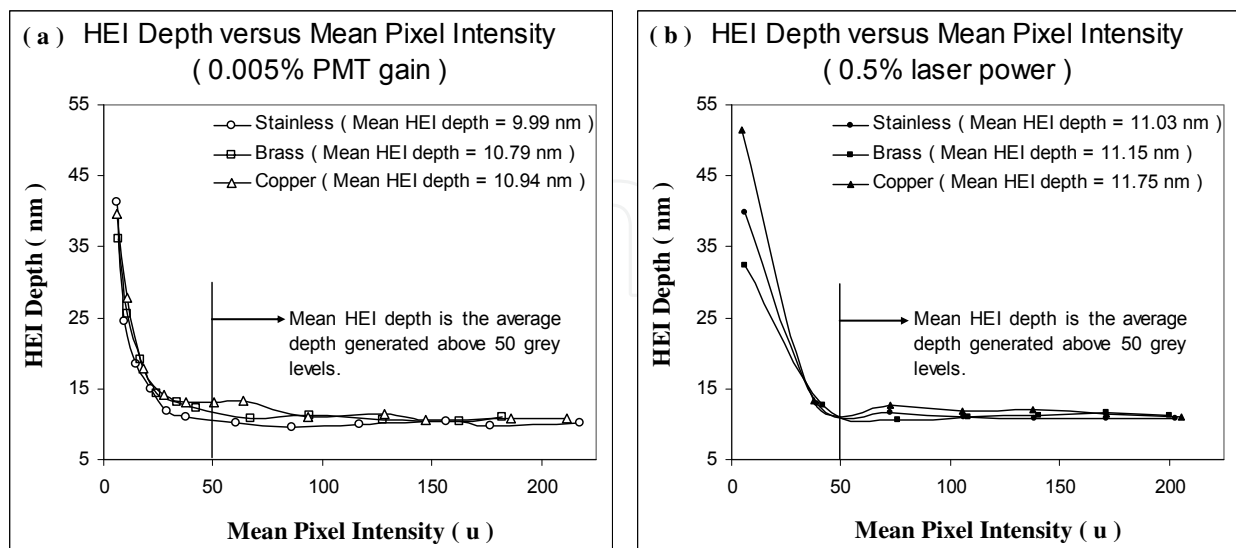 ( a ) HEI Depth versus Mean Pixel Intensity
( 0.005% PMT gain )
55
45
35
25
15
5
HEI Depth ( nm )
Stainless ( Mean HEI depth = 9.99 nm )
Brass ( Mean HEI depth = 10.79 nm )
Copper ( Mean HEI depth = 10.94 nm )
Mean HEI depth is the average
depth generated above 50 grey
levels.
0 50 100 150 200
Mean Pixel Intensity ( u )
( b ) HEI Depth versus Mean Pixel Intensity
( 0.5% laser power )
55
45
35
25
15
5
HEI Depth ( nm )
Stainless ( Mean HEI depth = 11.03 nm )
Brass ( Mean HEI depth = 11.15 nm )
Copper ( Mean HEI depth = 11.75 nm )
Mean HEI depth is the average
depth generated above 50 grey
levels.
0 50 100 150 200
Mean Pixel Intensity ( u )